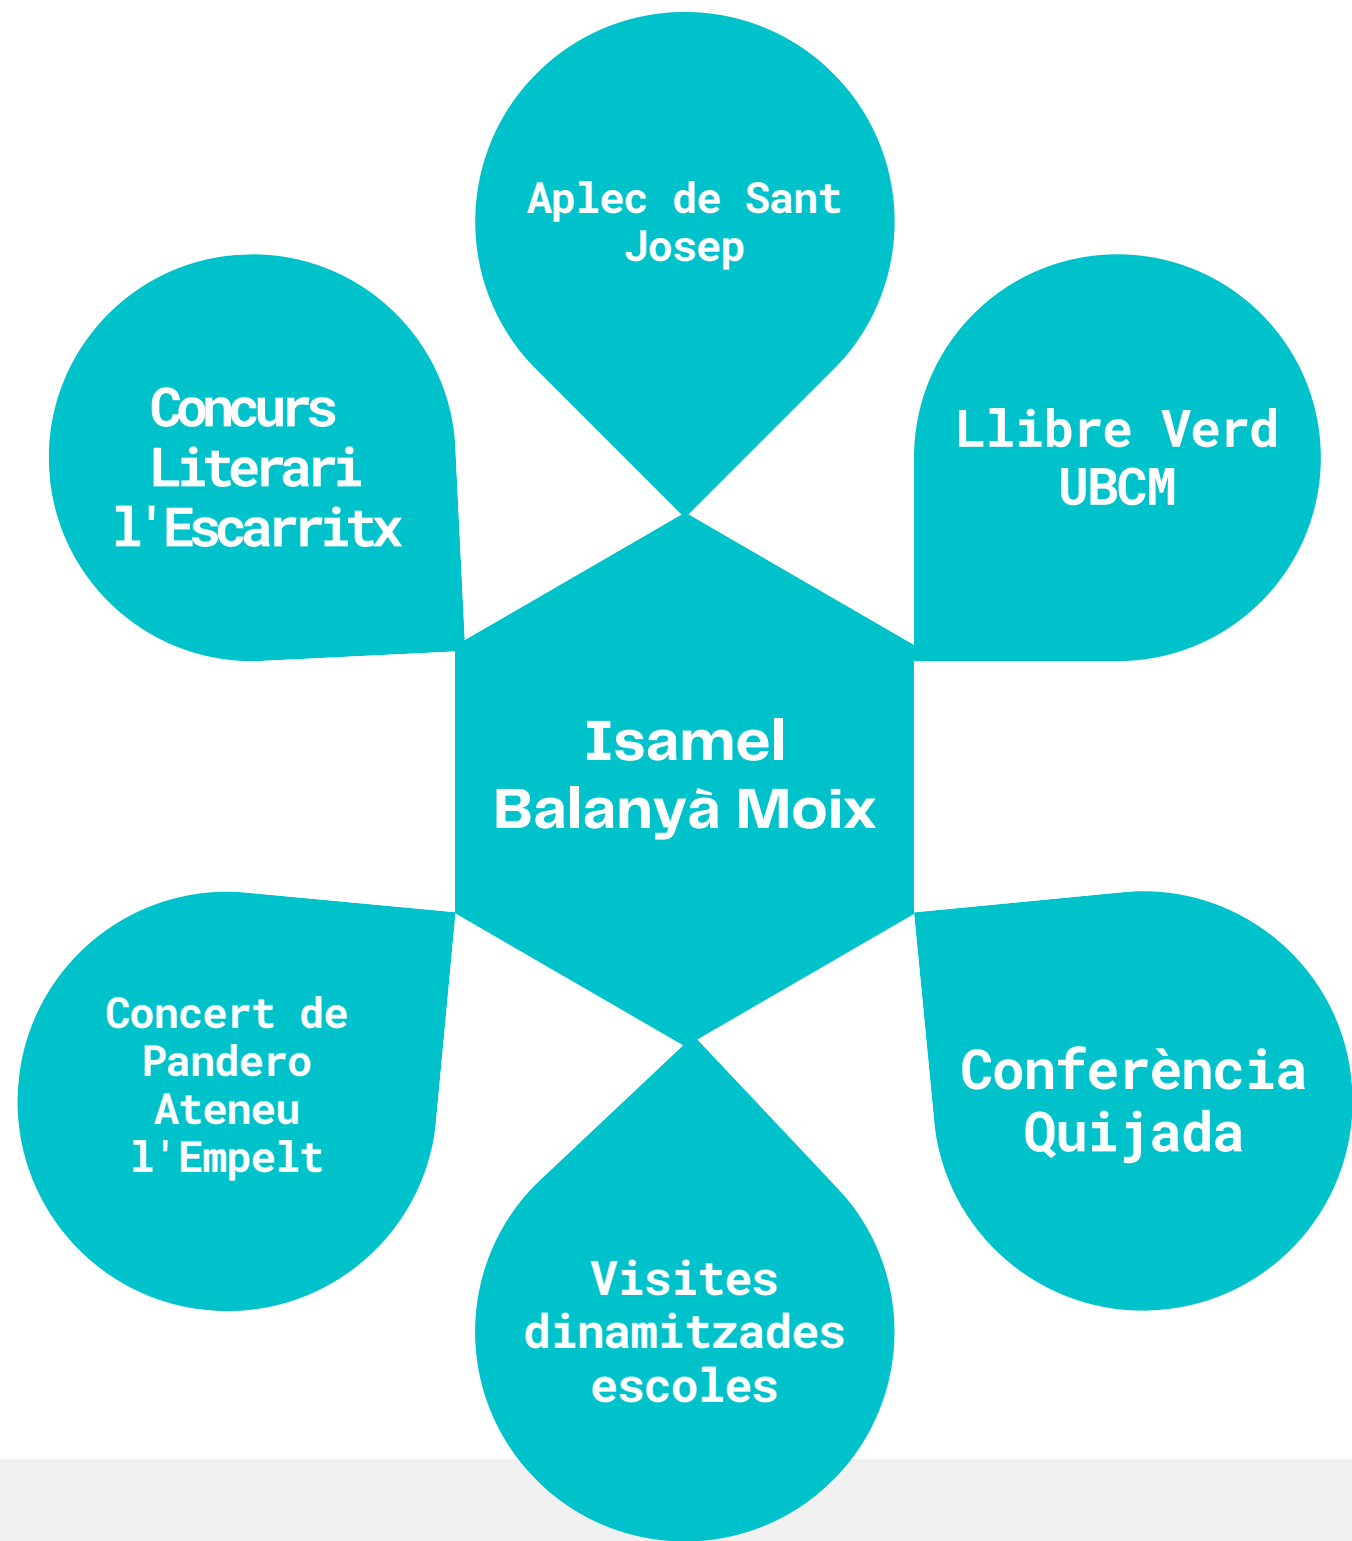 Aplec de Sant
Josep
Concurs
Literari
l'Escarritx
Llibre Verd
UBCM
Isamel
Balanyà Moix
Concert de
Pandero
Ateneu
l'Empelt
Conferència
Quijada
Visites
dinamitzades
escoles